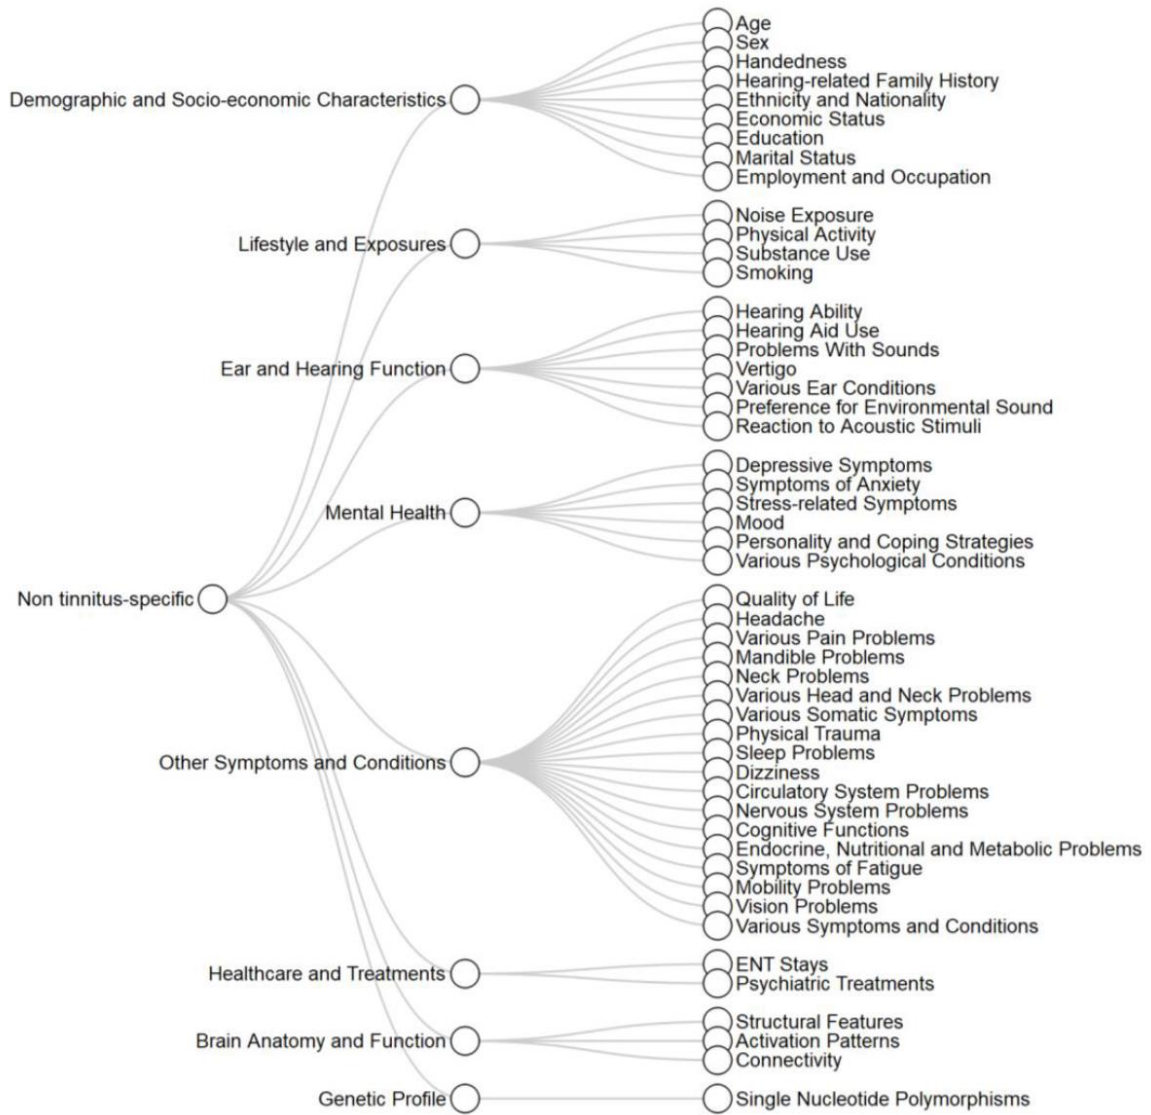 Non tinnitus-specific
Demographic and Socio-economic Characteristics
Age
Sex
Handedness
Hearing-related Family History
Ethnicity and Nationality
Economic Status
Education
Marital Status
Employment and Occupation
Lifestyle and Exposures
Noise Exposure
Physical Activity
Substance Use
Smoking
Ear and Hearing Function
Hearing Ability
Hearing Aid Use
Problems With Sounds
Vertigo
Various Ear Conditions
Preference for Environmental Sound
Reaction to Acoustic Stimuli
Mental Health
Depressive Symptoms
Symptoms of Anxiety
Stress-related Symptoms
Mood
Personality and Coping Strategies
Various Psychological Conditions
Other Symptoms and Conditions
Quality of Life
Headache
Various Pain Problems
Mandible Problems
Neck Problems
Various Head and Neck Problems
Various Somatic Symptoms
Physical Trauma
Sleep Problems
Dizziness
Circulatory System Problems
Nervous System Problems
Cognitive Functions
Endocrine, Nutritional and Metabolic Problems
Symptoms of Fatigue
Mobility Problems
Vision Problems
Various Symptoms and Conditions
Healthcare and Treatments
ENT Stays
Psychiatric Treatments
Brain Anatomy and Function
Structural Features
Activation Patterns
Connectivity
Genetic Profile
Single Nucleotide Polymorphisms